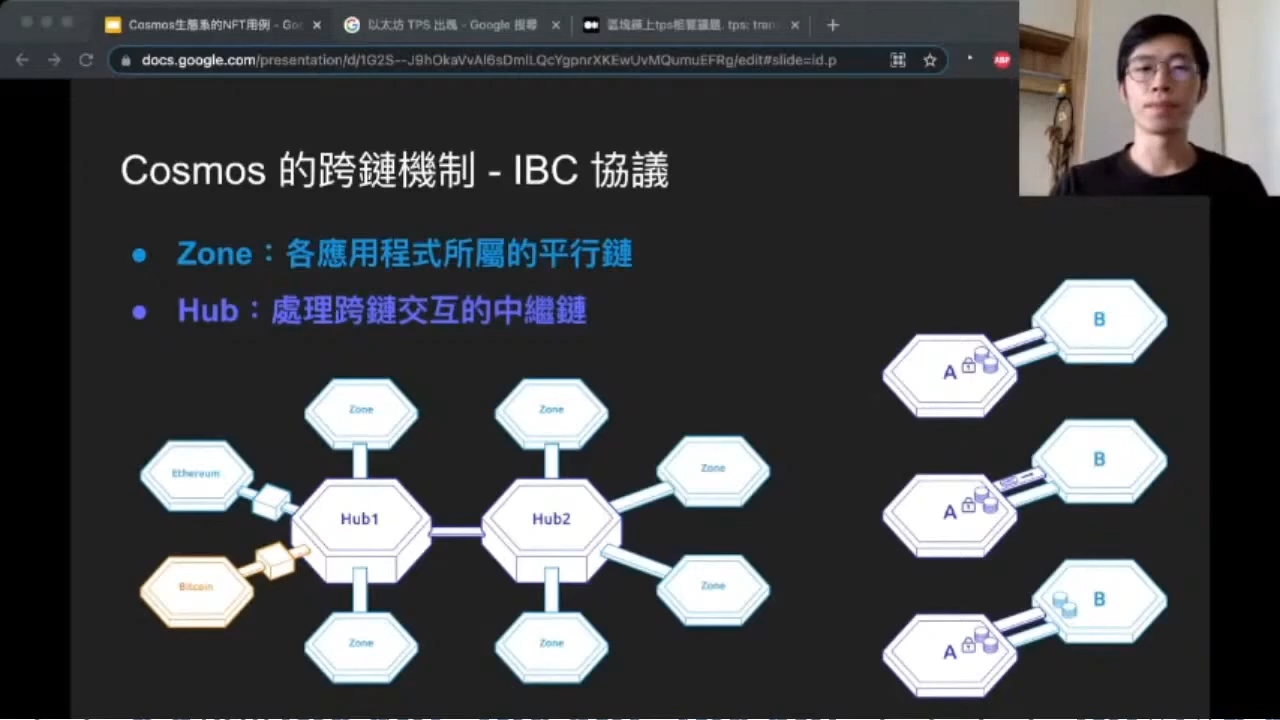 Cosmos生態系的NFT用例 - Goo
以太坊 TPS 出塊 - Google 搜尋
區塊鏈上tps相關議題. tps: tran
docs.google.com/presentation/d/1G2S--J9hOkaVvAl6sDmlLQcYgpnrXKEwUvMQumuEFRg/edit#slide=id.p
ABP
Cosmos 的跨鏈機制 - IBC 協議
Zone：各應用程式所屬的平行鏈
Hub：處理跨鏈交互的中繼鏈
Zone
Zone
Ethereum
Zone
Hub1
Hub2
Bitcoin
Zone
Zone
Zone
B
A
B
A
B
A